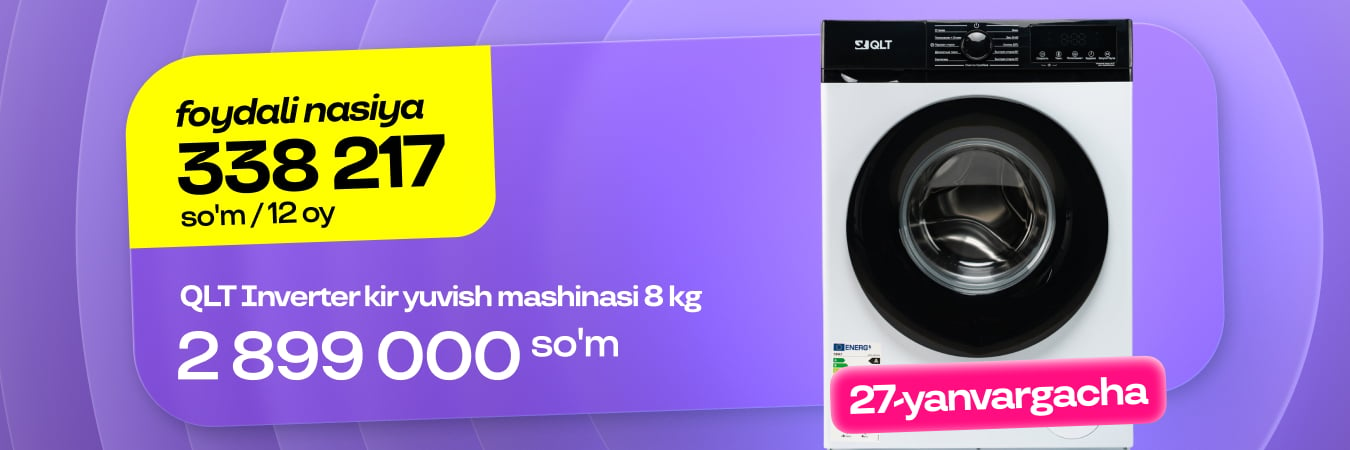 foydali nasiya
338 217
so'm / 12 oy
QLT Inverter kir yuvish mashinasi 8 kg
2 899 000 so'm
QLT
ENERG
27-yanvargacha